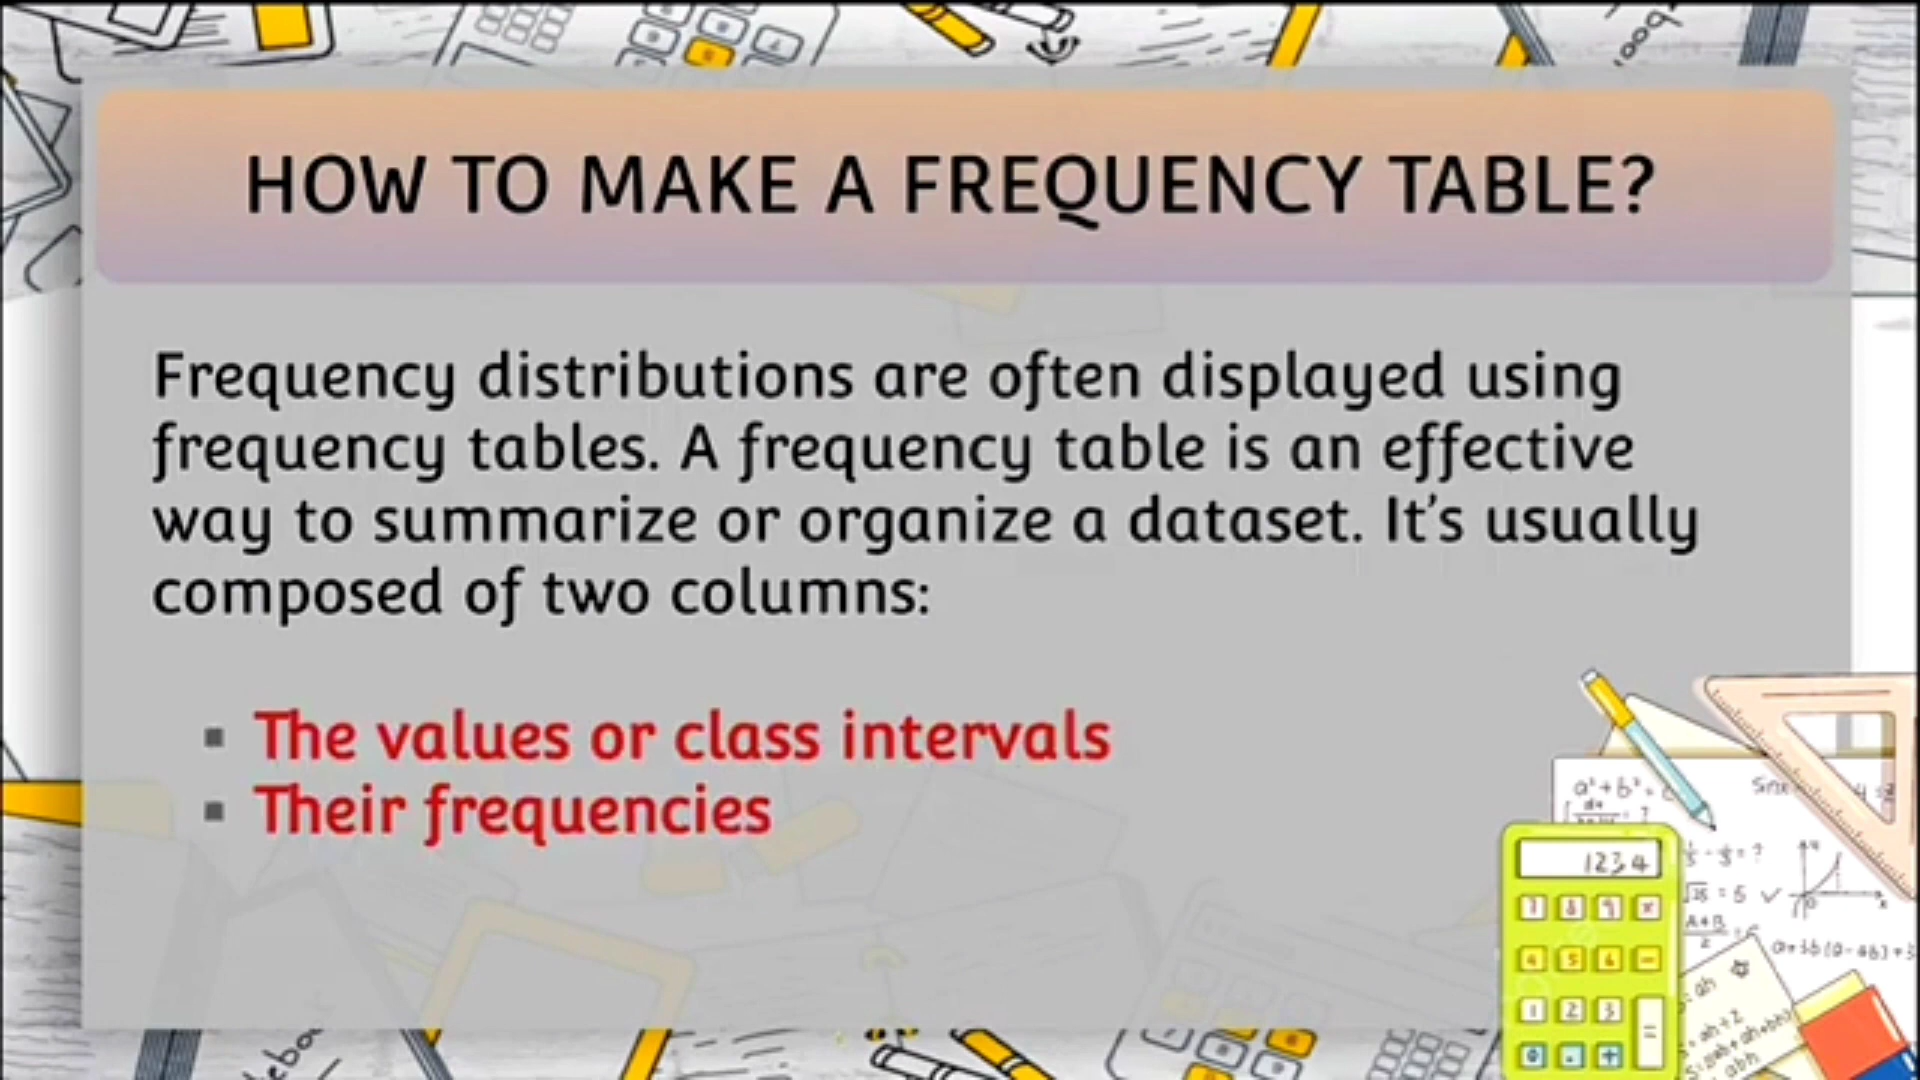 HOW TO MAKE A FREQUENCY TABLE?
Frequency distributions are often displayed using
frequency tables. A frequency table is an effective
way to summarize or organize a dataset. It's usually
composed of two columns:
▪ The values or class intervals
▪ Their frequencies
1234